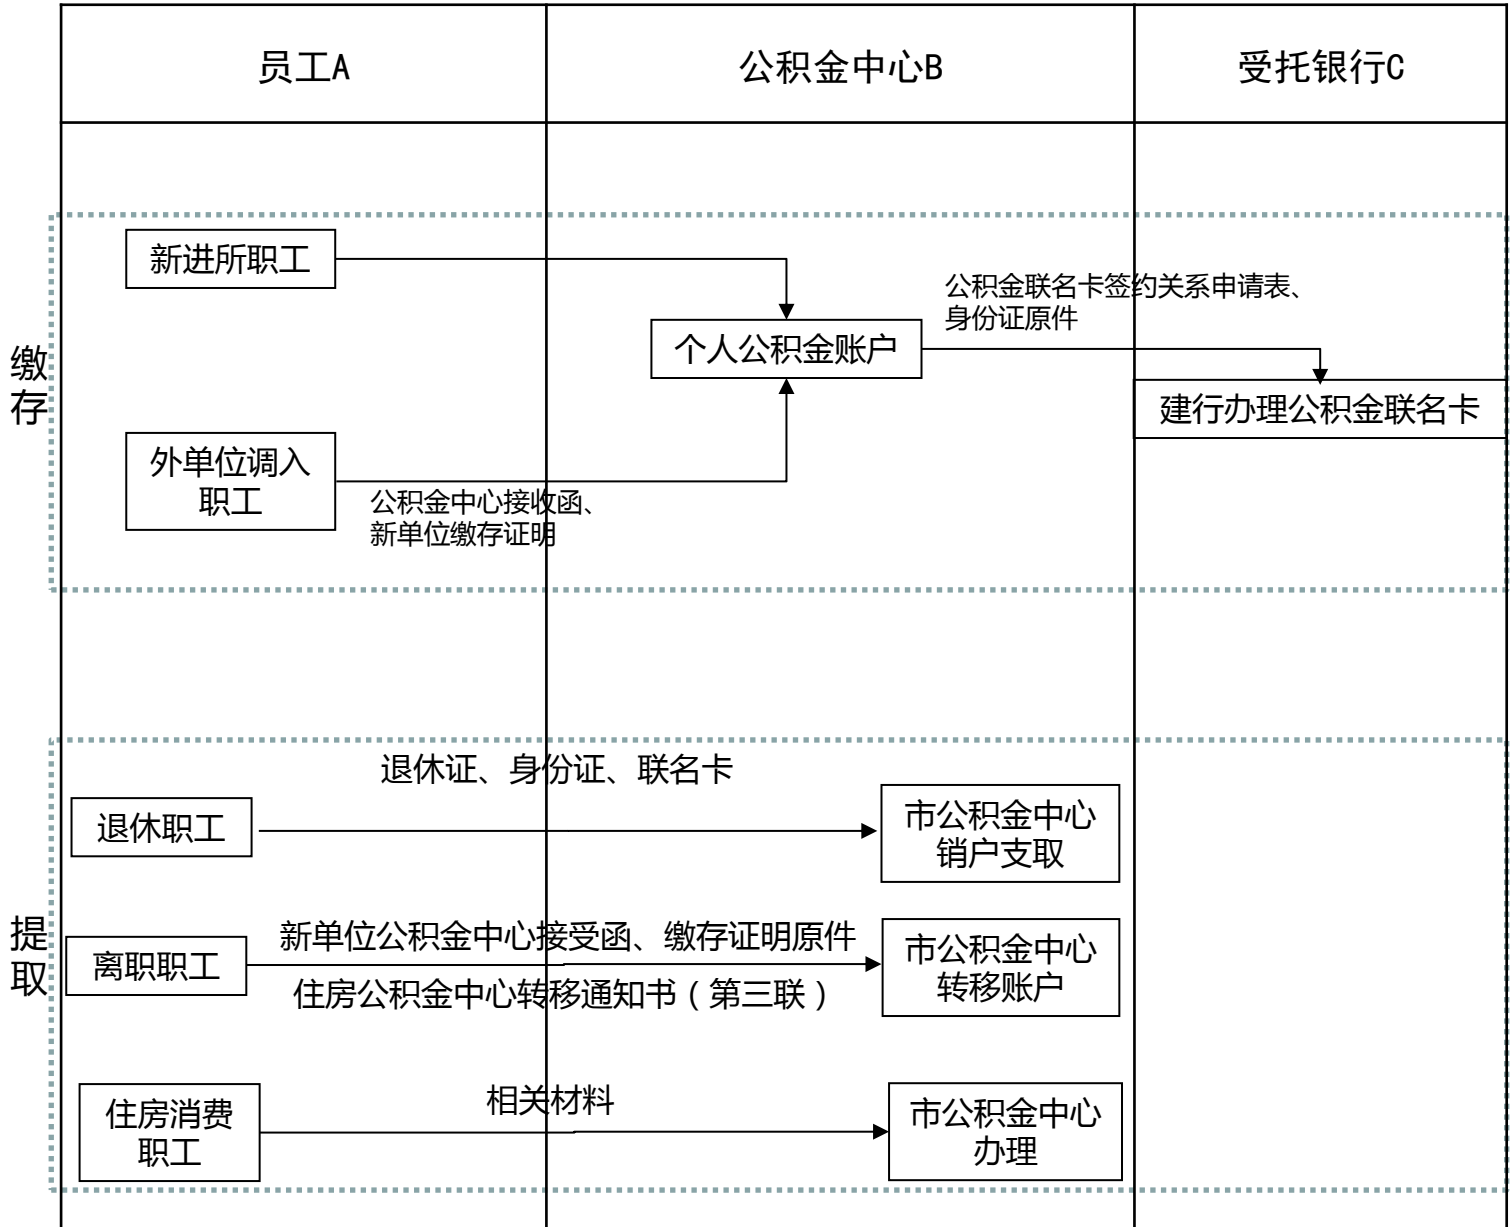 员工A
公积金中心B
受托银行C
缴
存
新进所职工
公积金联名卡签约关系申请表、
身份证原件
个人公积金账户
建行办理公积金联名卡
外单位调入
职工
公积金中心接收函、
新单位缴存证明
提
取
退休证、身份证、联名卡
退休职工
市公积金中心
销户支取
新单位公积金中心接受函、缴存证明原件
离职职工
市公积金中心
转移账户
住房公积金中心转移通知书（第三联）
相关材料
住房消费
职工
市公积金中心
办理